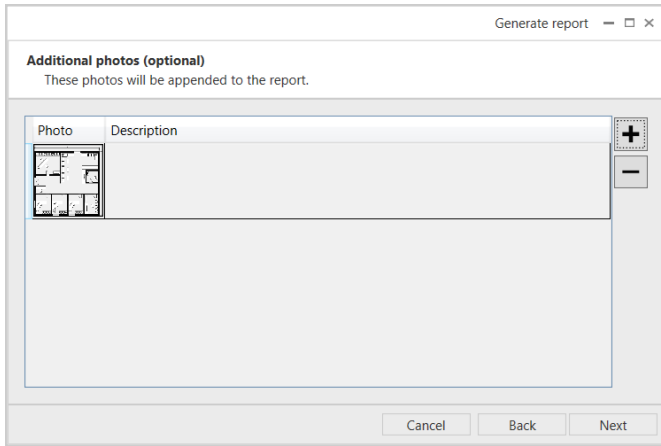 Generate report
Additional photos (optional)
These photos will be appended to the report.
Photo Description
Cancel Back Next